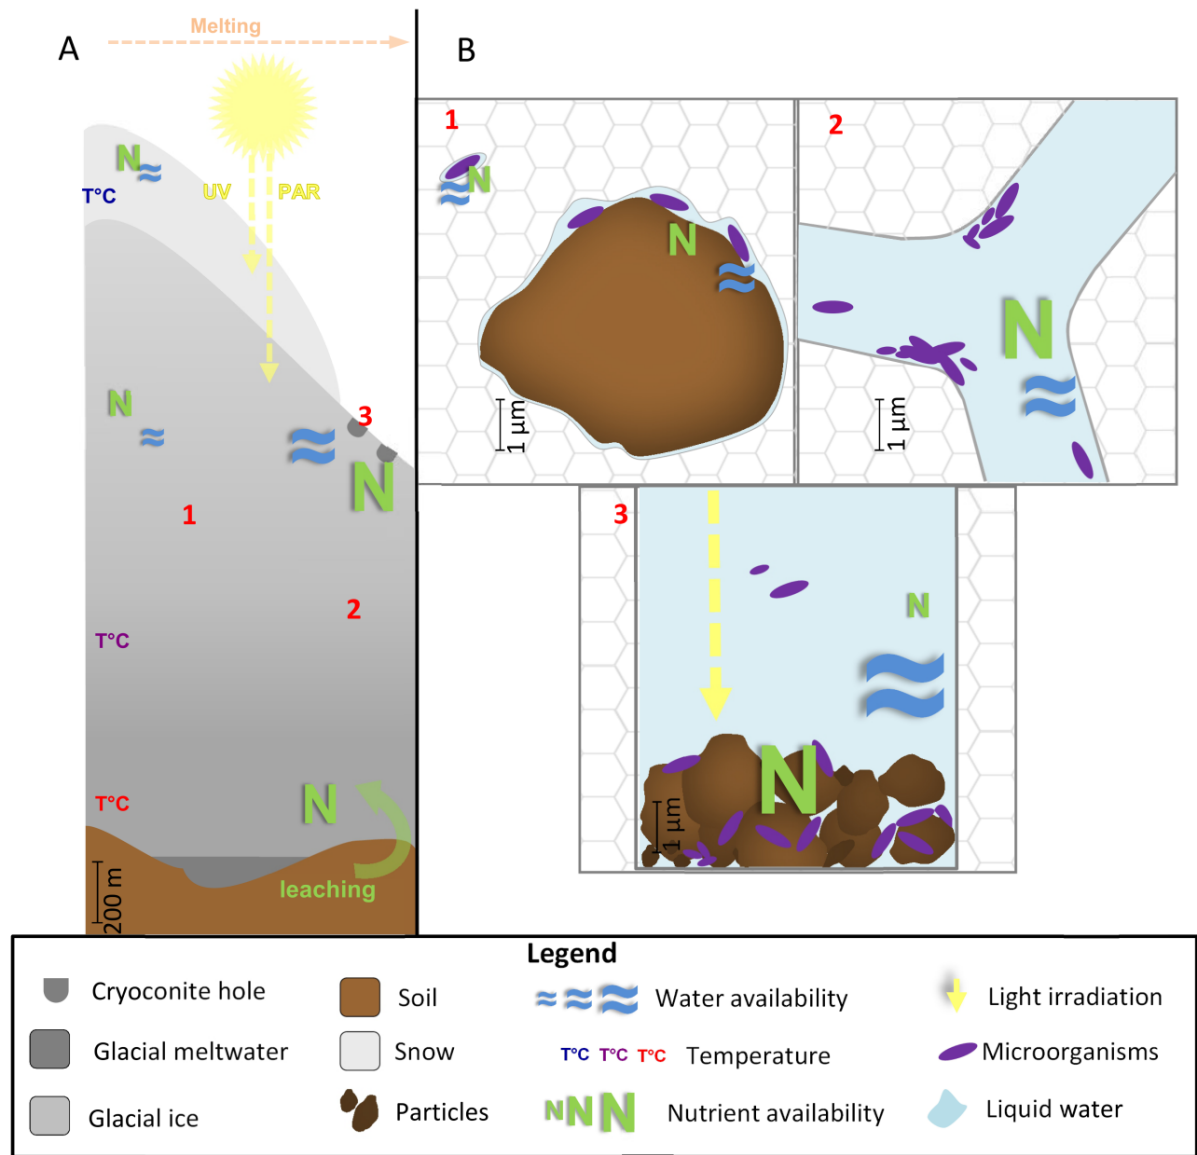 Melting
A
B
N
T°C
UV
PAR
1
N
N
2
N
N
3
N
N
1
2
T°C
T°C
N
leaching
200 m
1 µm
1 µm
3
N
N
1 µm
Legend
Cryoconite hole
Soil
Water availability
Light irradiation
Glacial meltwater
Snow
T°C T°C T°C Temperature
Microorganisms
Glacial ice
Particles
NNN Nutrient availability
Liquid water